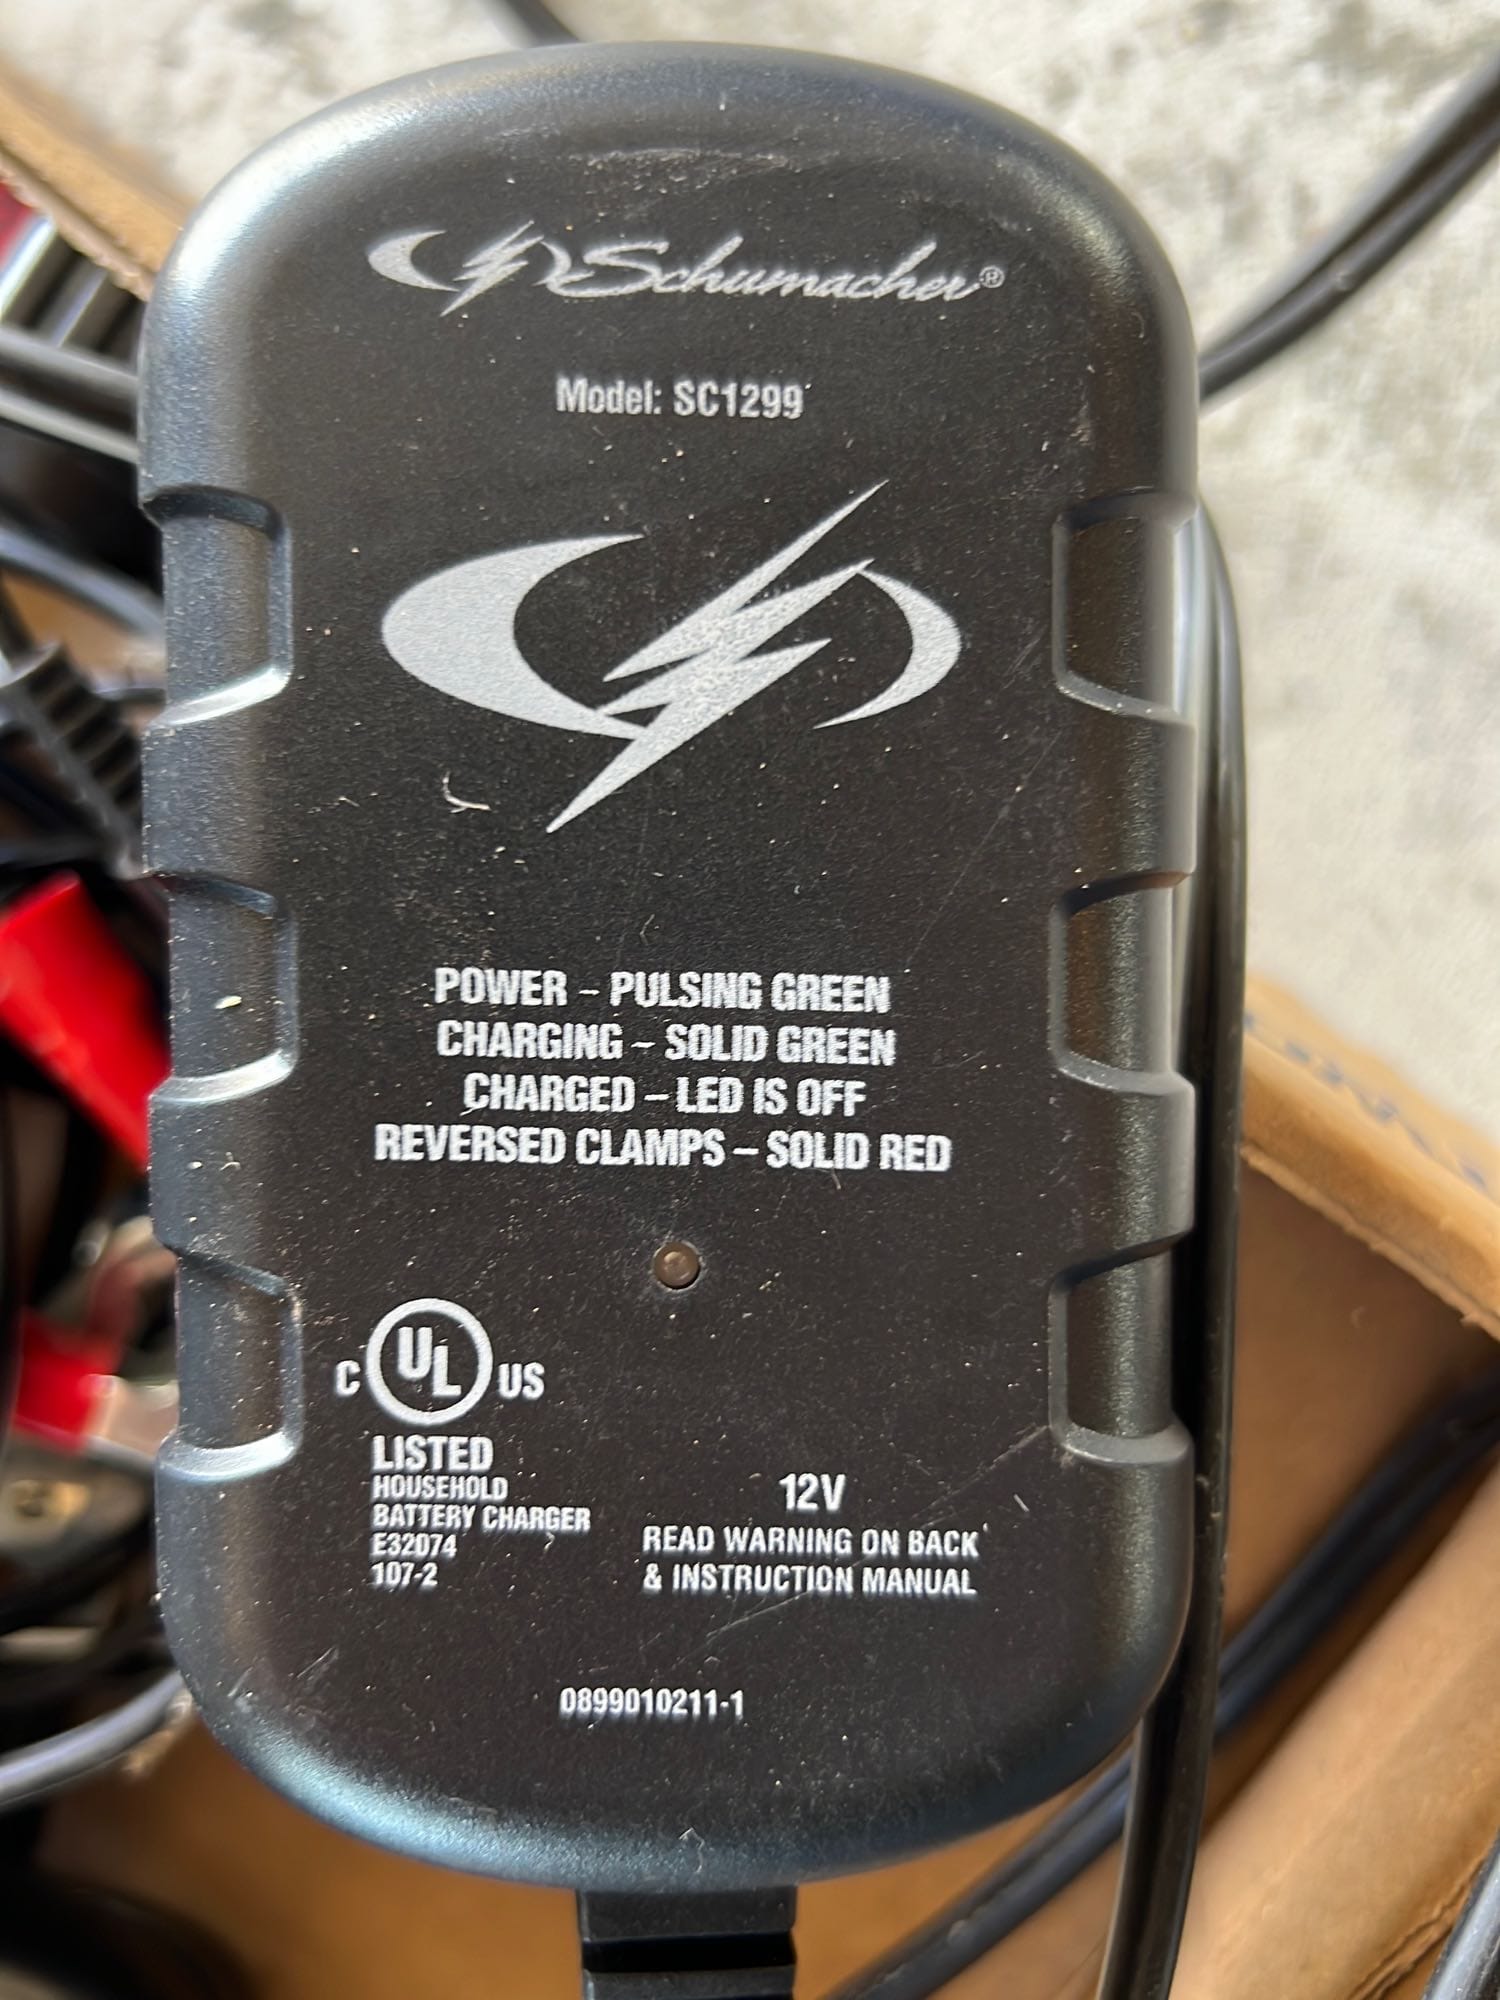 Schumacher®
Model: SC1299
POWER – PULSING GREEN
CHARGING – SOLID GREEN
CHARGED – LED IS OFF
REVERSED CLAMPS – SOLID RED
C UL US
LISTED
HOUSEHOLD
BATTERY CHARGER
E32074
107-2
12V
READ WARNING ON BACK
& INSTRUCTION MANUAL
0899010211-1